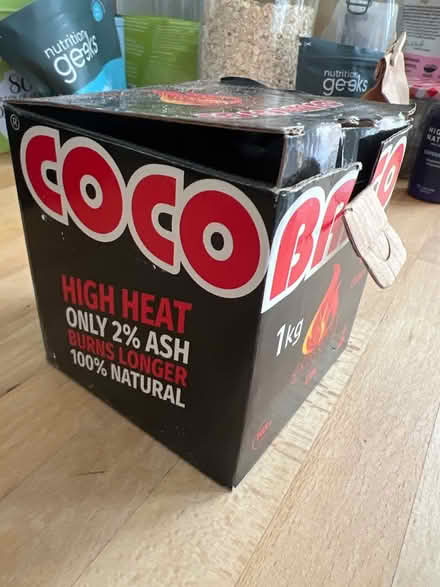 nutrition
geeks
nutrition
geeks
COCO
®
HIGH HEAT
ONLY 2% ASH
BURNS LONGER
100% NATURAL
1kg